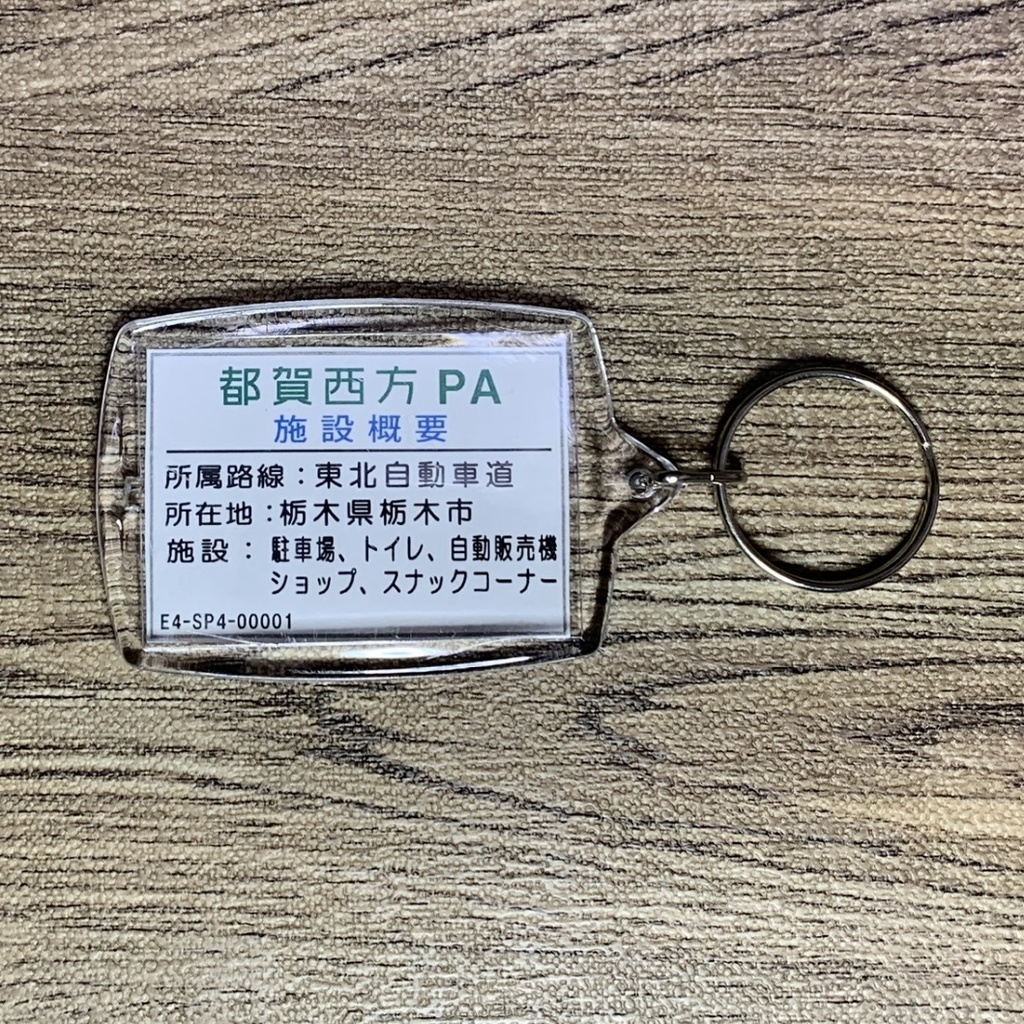 都賀西方PA
施設概要
所属路線：東北自動車道
所在地：栃木県栃木市
施設：駐車場、トイレ、自動販売機
ショップ、スナックコーナー
E4-SP4-00001